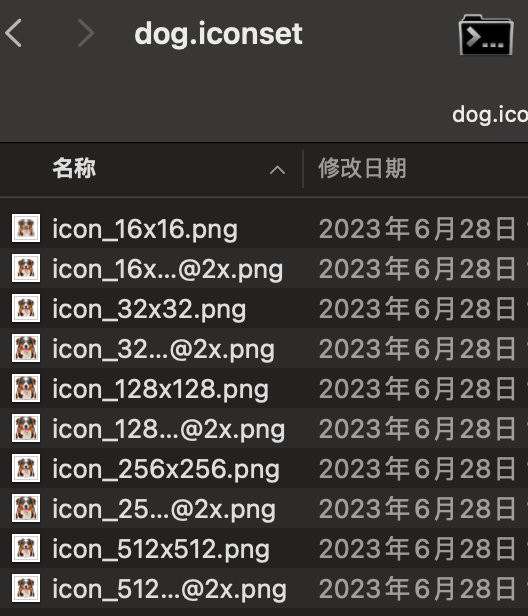 dog.iconset
dog.ico
名称 修改日期
icon_16x16.png 2023年6月28日
icon_16x...@2x.png 2023年6月28日
icon_32x32.png 2023年6月28日
icon_32...@2x.png 2023年6月28日
icon_128x128.png 2023年6月28日
icon_128...@2x.png 2023年6月28日
icon_256x256.png 2023年6月28日
icon_25...@2x.png 2023年6月28日
icon_512x512.png 2023年6月28日
icon_512...@2x.png 2023年6月28日